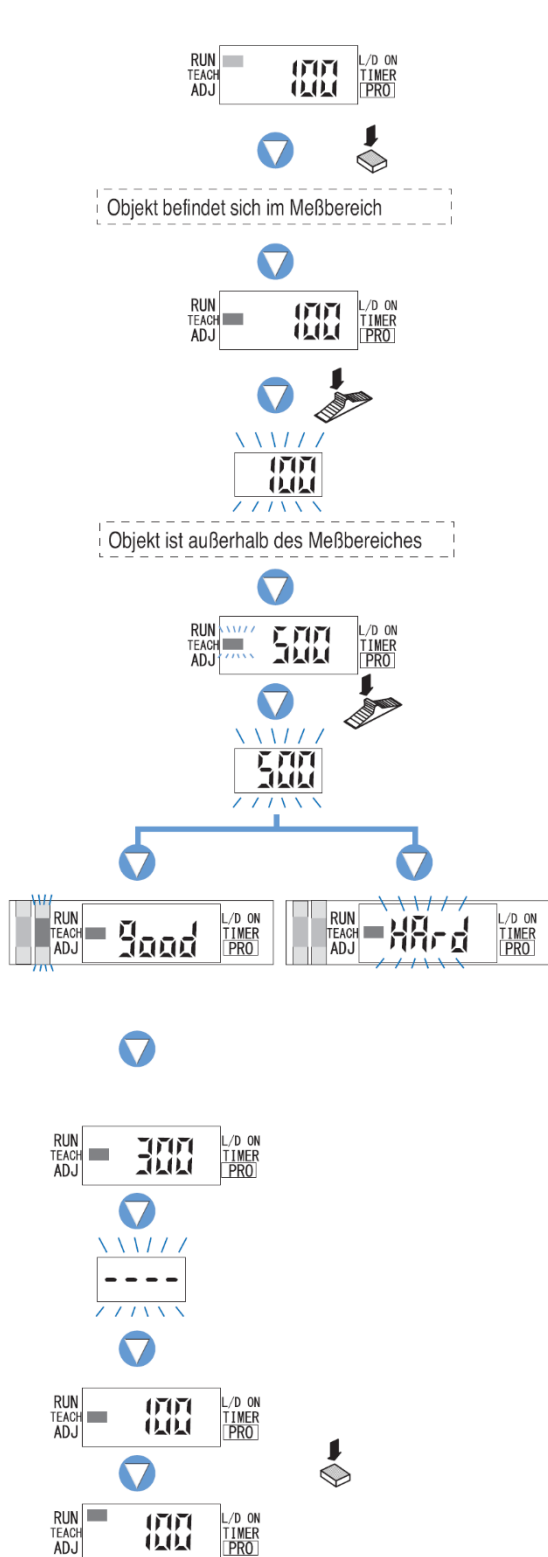 RUN L/D ON
TEACH 100 TIMER
ADJ PRO
Objekt befindet sich im Meßbereich
RUN L/D ON
TEACH 100 TIMER
ADJ PRO
100
Objekt ist außerhalb des Meßbereiches
RUN L/D ON
TEACH 500 TIMER
ADJ PRO
500
RUN L/D ON
TEACH good TIMER
ADJ PRO
RUN L/D ON
TEACH HArd TIMER
ADJ PRO
RUN L/D ON
TEACH 300 TIMER
ADJ PRO
----
RUN L/D ON
TEACH 100 TIMER
ADJ PRO
RUN L/D ON
TEACH 100 TIMER
ADJ PRO